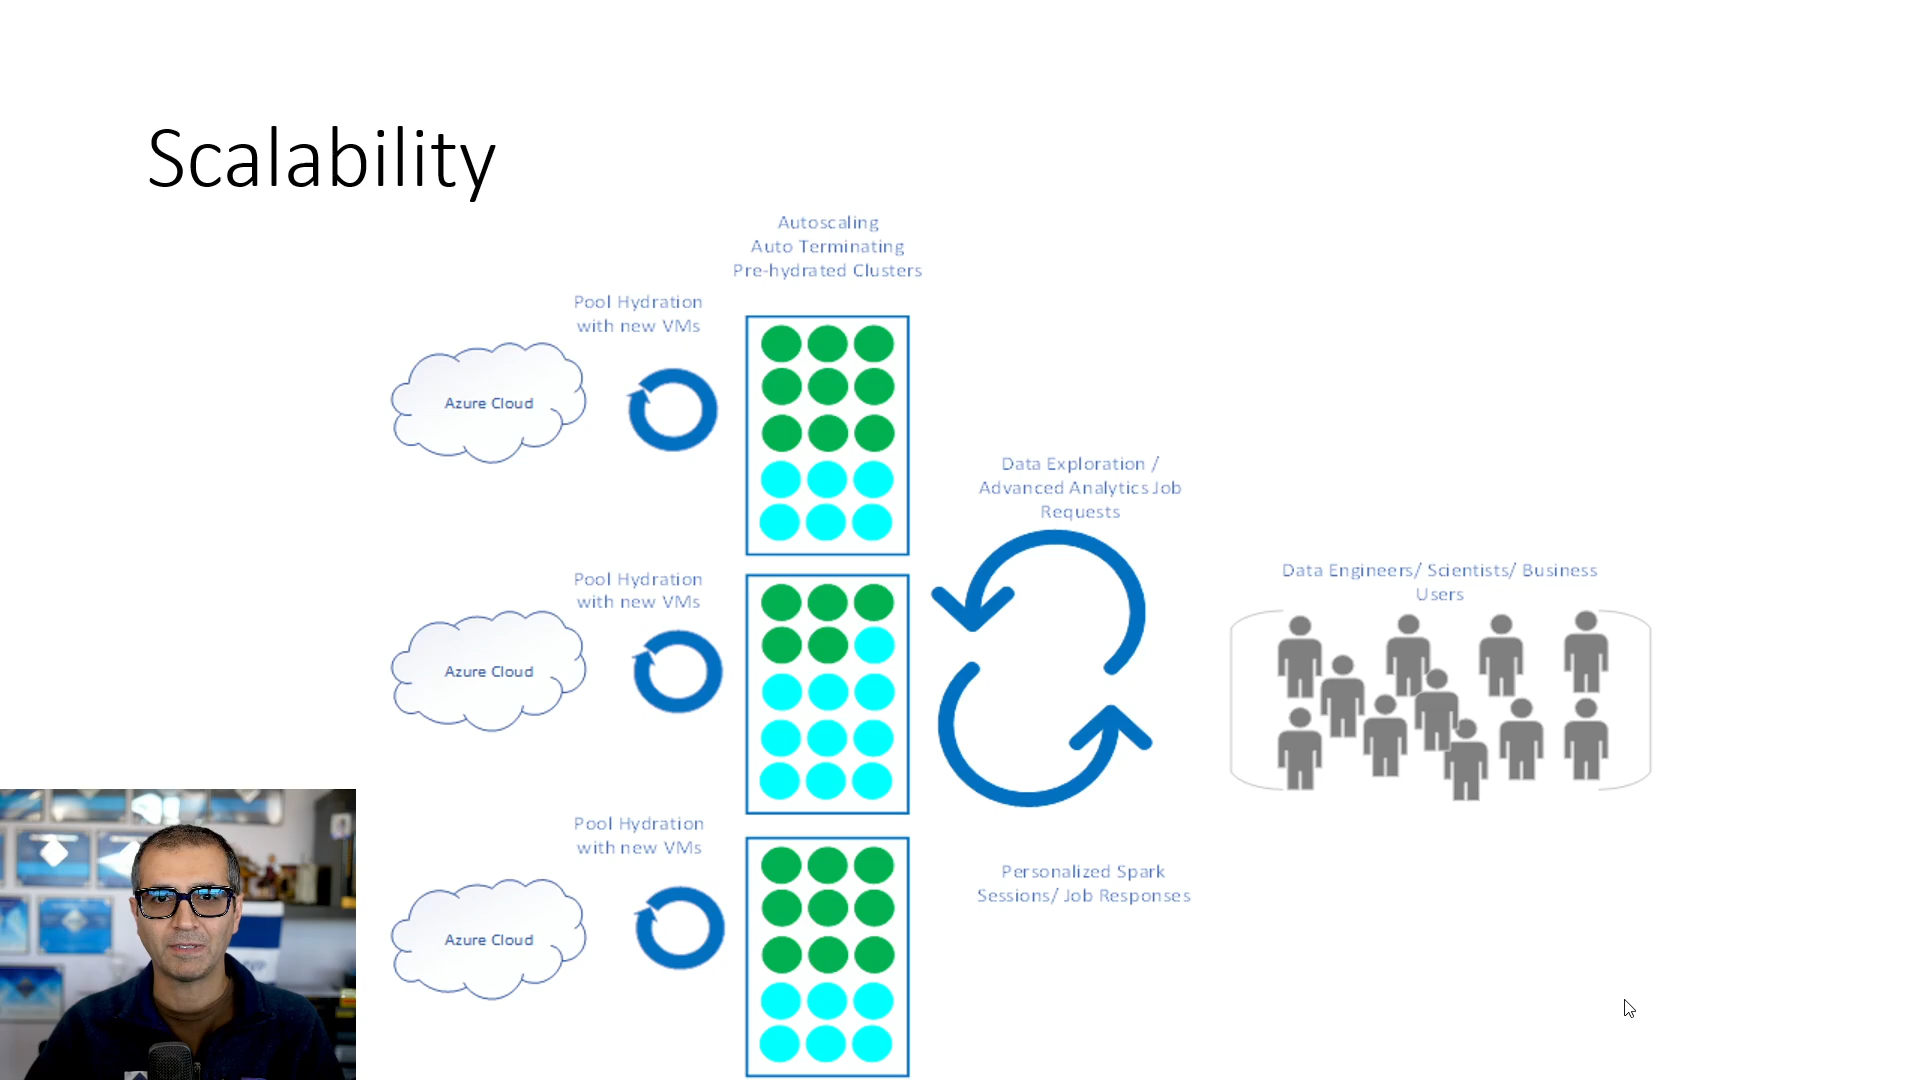 Scalability
Autoscaling
Auto Terminating
Pre-hydrated Clusters
Pool Hydration
with new VMs
Azure Cloud
Data Exploration /
Advanced Analytics Job
Requests
Pool Hydration
with new VMs
Azure Cloud
Data Engineers/ Scientists/ Business
Users
Pool Hydration
with new VMs
Azure Cloud
Personalized Spark
Sessions/ Job Responses